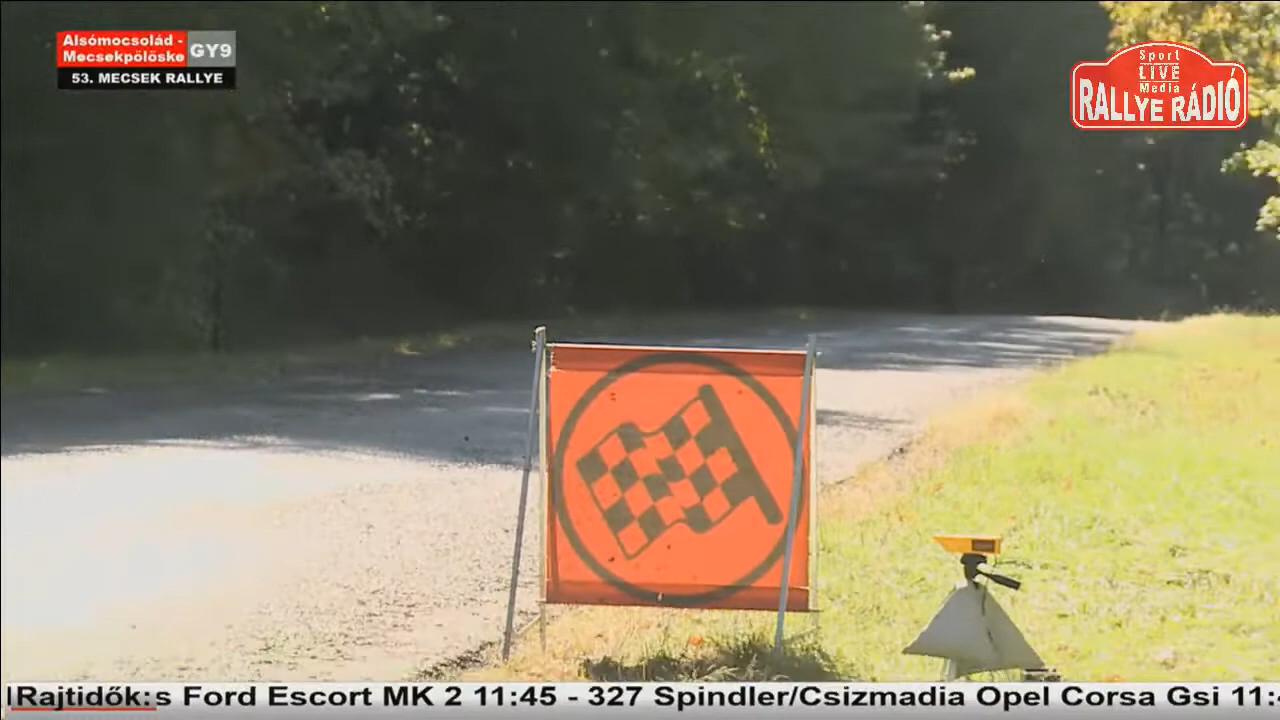 Alsómocsolád -
Mecsekpölöske
GY9
53. MECSEK RALLYE
Sport
LIVE
Media
RALLYE RÁDIÓ
Rajtidők:s Ford Escort MK 2 11:45 - 327 Spindler/Csizmadia Opel Corsa Gsi 11: